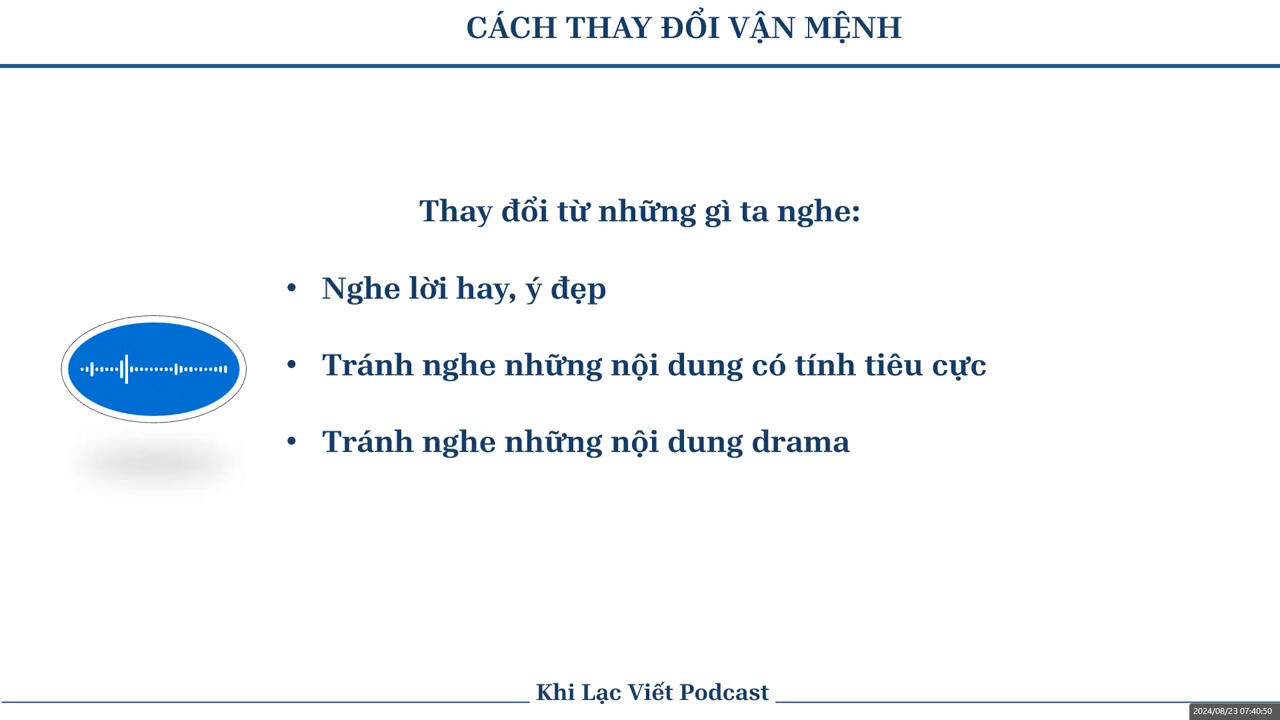 CÁCH THAY ĐỔI VẬN MỆNH
Thay đổi từ những gì ta nghe:
• Nghe lời hay, ý đẹp
• Tránh nghe những nội dung có tính tiêu cực
• Tránh nghe những nội dung drama
Khi Lạc Viết Podcast
2024/08/23 07:40:50